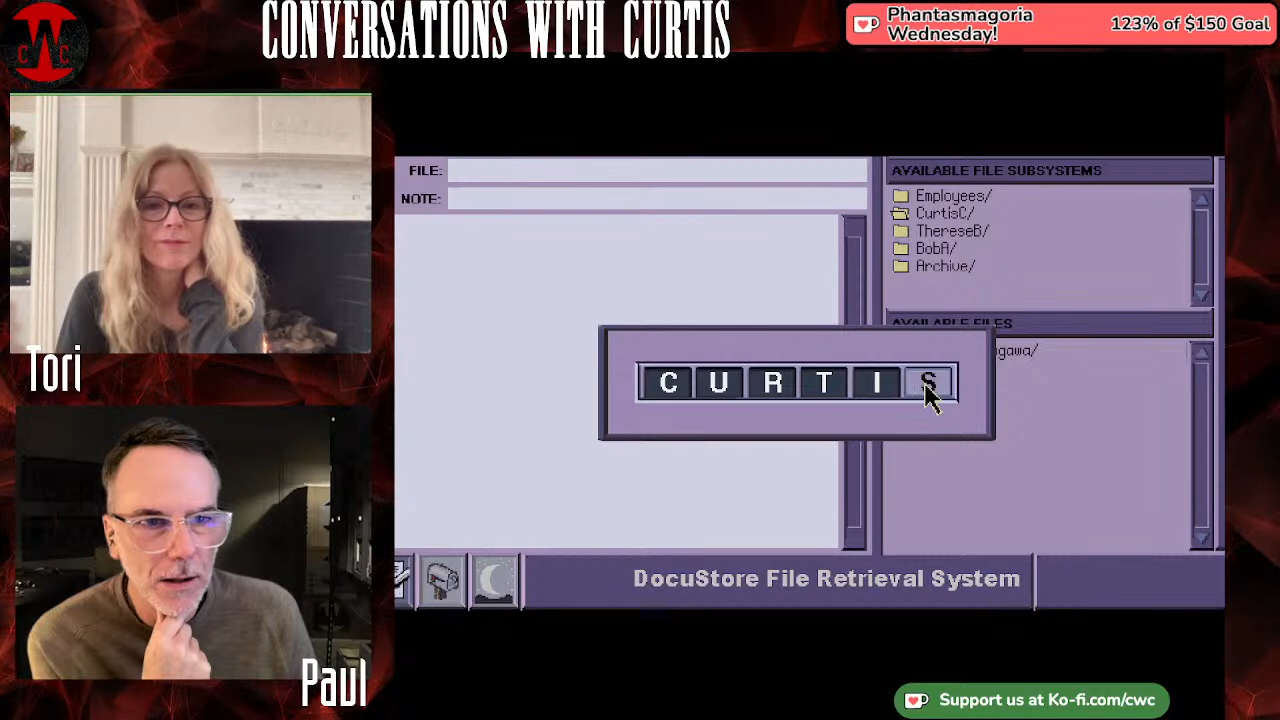 CONVERSATIONS WITH CURTIS
W
C C
Phantasmagoria
Wednesday!
123% of $150 Goal
Tori
Paul
FILE:
NOTE:
AVAILABLE FILE SUBSYSTEMS
Employees/
CurtisC/
ThereseB/
BobA/
Archive/
AVAILABLE FILES
C U R T I S
DocuStore File Retrieval System
Support us at Ko-fi.com/cwc